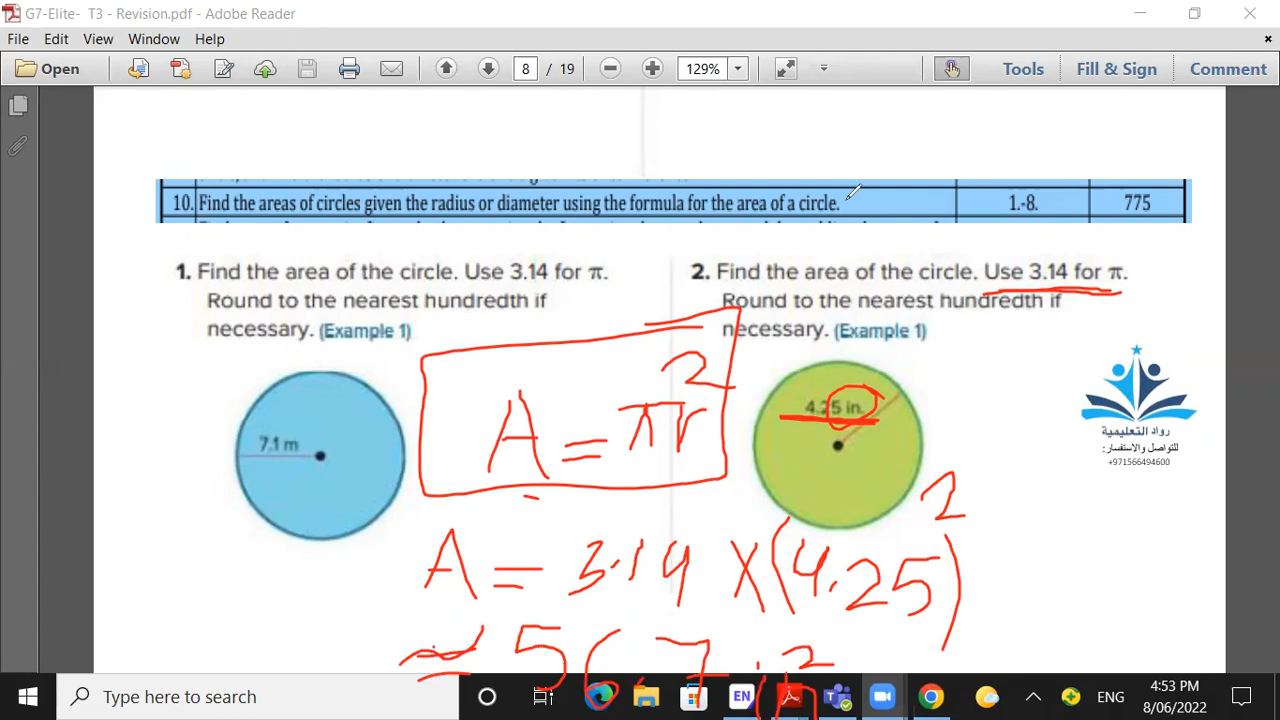 G7-Elite- T3 - Revision.pdf - Adobe Reader
File Edit View Window Help
Open 8 / 19 129% Tools Fill & Sign Comment
10. Find the areas of circles given the radius or diameter using the formula for the area of a circle. 1.-8. 775
1. Find the area of the circle. Use 3.14 for π.
Round to the nearest hundredth if
necessary. (Example 1)
7.1 m
2. Find the area of the circle. Use 3.14 for π.
Round to the nearest hundredth if
necessary. (Example 1)
4.25 in.
A = πr²
رواد التعليمية
للتواصل والاستفسار:
+971566494600
A = 3.14 × (4.25)²
≈ 56.7 in²
Type here to search
EN
ENG
4:53 PM
8/06/2022